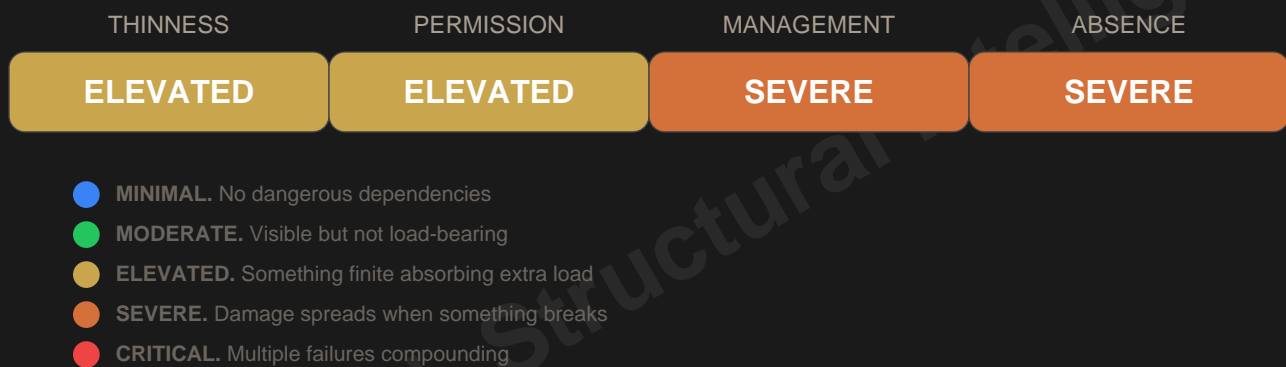 THINNESS PERMISSION MANAGEMENT ABSENCE
ELEVATED ELEVATED SEVERE SEVERE
MINIMAL. No dangerous dependencies
MODERATE. Visible but not load-bearing
ELEVATED. Something finite absorbing extra load
SEVERE. Damage spreads when something breaks
CRITICAL. Multiple failures compounding
Structural